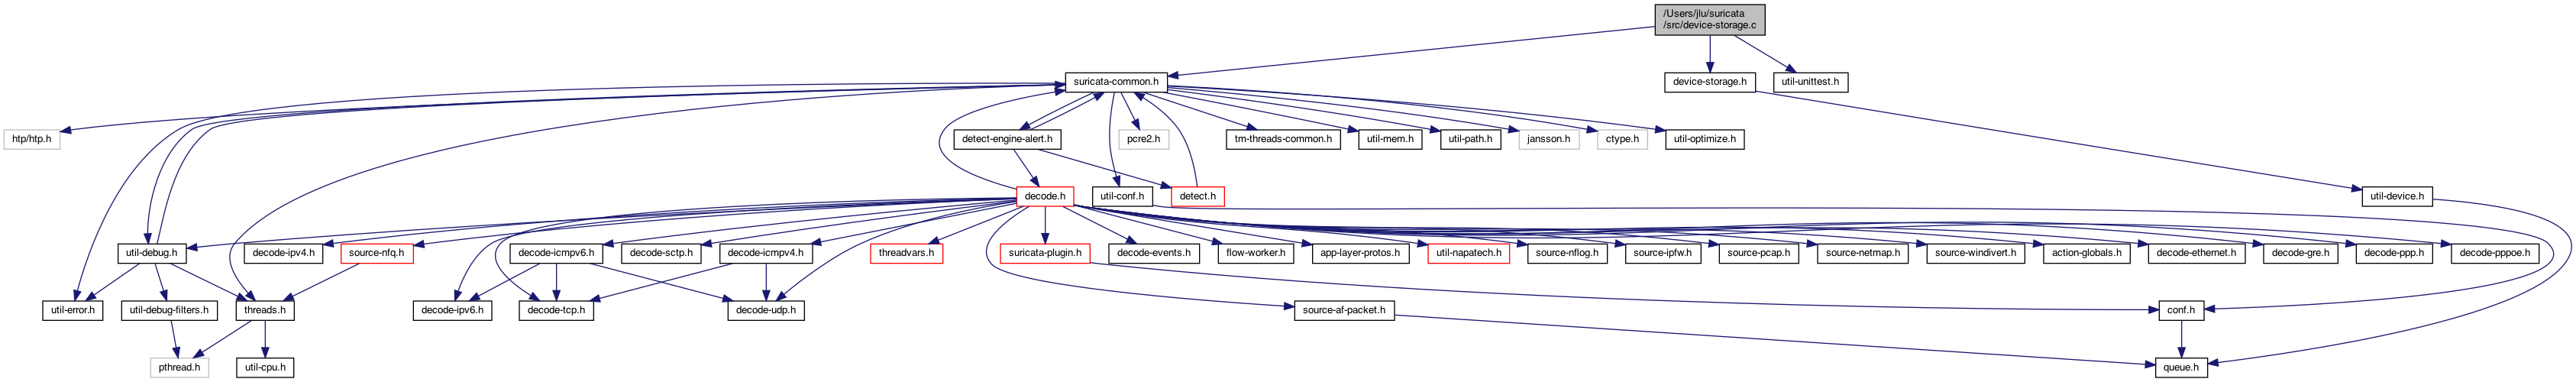 /Users/jlu/suricata
/src/device-storage.c
suricata-common.h
device-storage.h
util-unittest.h
htp/htp.h
detect-engine-alert.h
pcre2.h
tm-threads-common.h
util-mem.h
util-path.h
jansson.h
ctype.h
util-optimize.h
decode.h
util-conf.h
detect.h
util-device.h
util-debug.h
decode-ipv4.h
source-nfq.h
decode-icmpv6.h
decode-sctp.h
decode-icmpv4.h
threadvars.h
suricata-plugin.h
decode-events.h
flow-worker.h
app-layer-protos.h
util-napatech.h
source-nflog.h
source-ipfw.h
source-pcap.h
source-netmap.h
source-windivert.h
action-globals.h
decode-ethernet.h
decode-gre.h
decode-ppp.h
decode-pppoe.h
util-error.h
util-debug-filters.h
threads.h
decode-ipv6.h
decode-tcp.h
decode-udp.h
source-af-packet.h
conf.h
pthread.h
util-cpu.h
queue.h